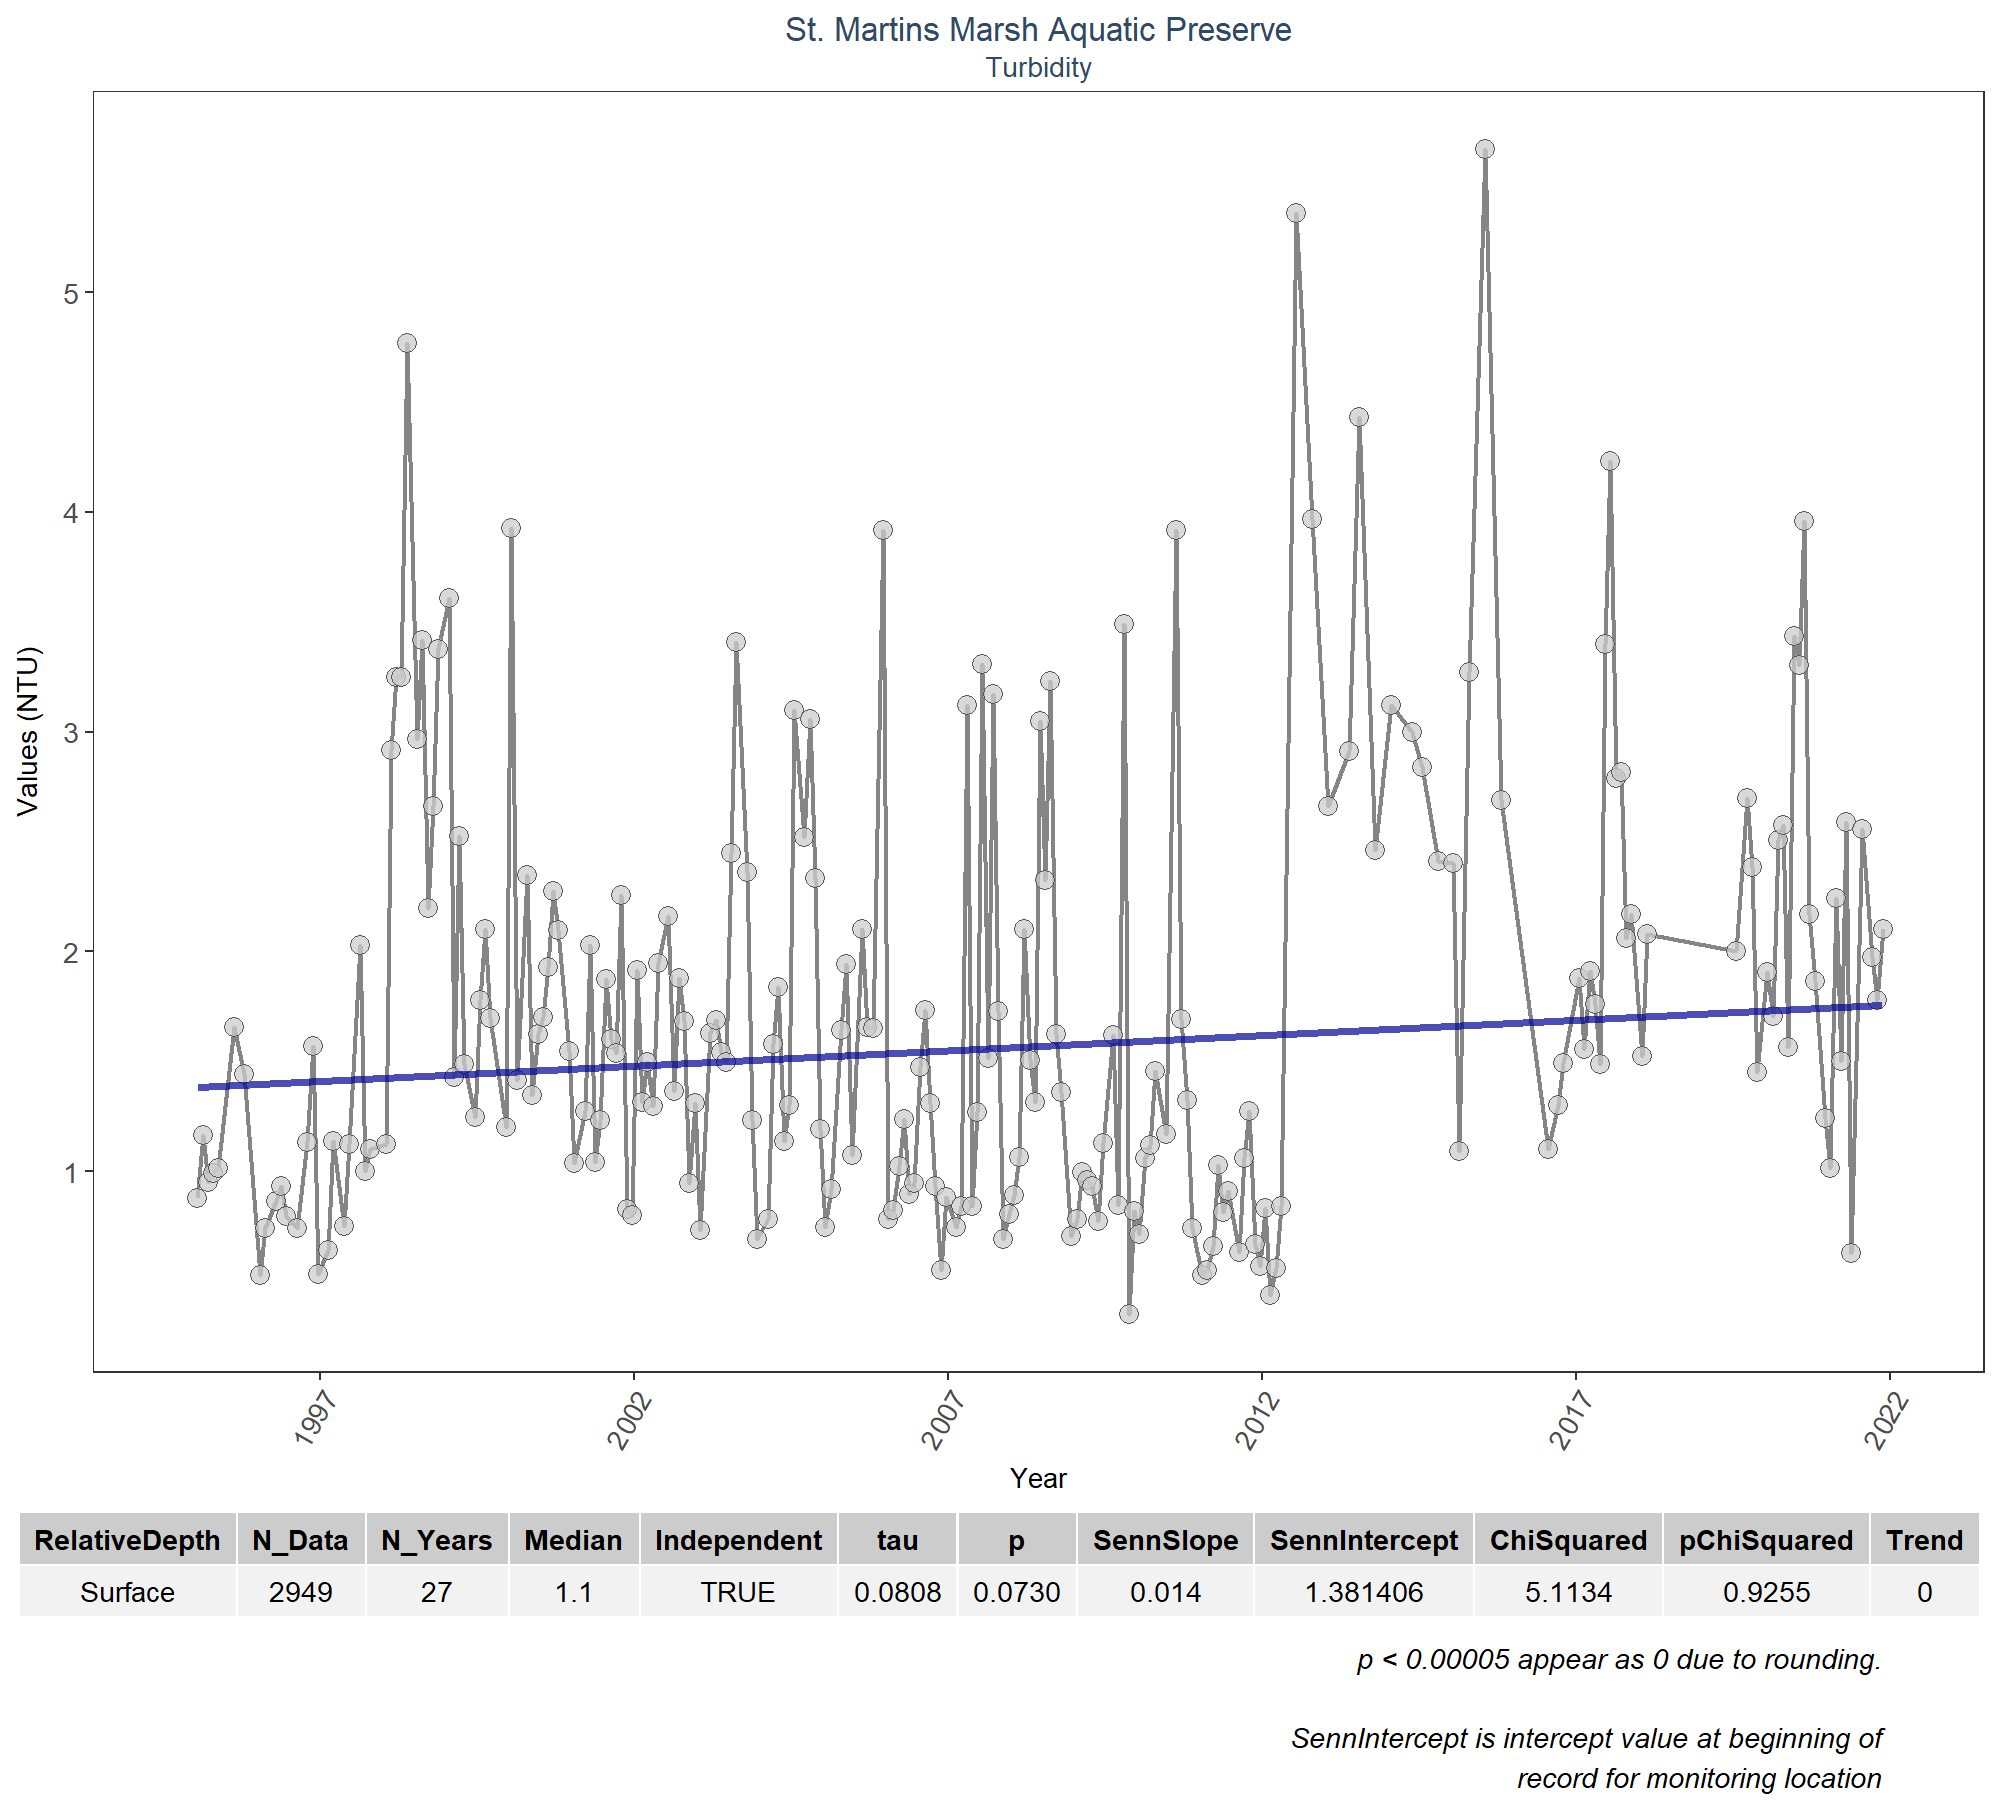 St. Martins Marsh Aquatic Preserve
Turbidity
Values (NTU)
5
4
3
2
1
1997 2002 2007 2012 2017 2022
Year
RelativeDepth N_Data N_Years Median Independent tau p SennSlope SennIntercept ChiSquared pChiSquared Trend
Surface 2949 27 1.1 TRUE 0.0808 0.0730 0.014 1.381406 5.1134 0.9255 0
p < 0.00005 appear as 0 due to rounding.
SennIntercept is intercept value at beginning of
record for monitoring location